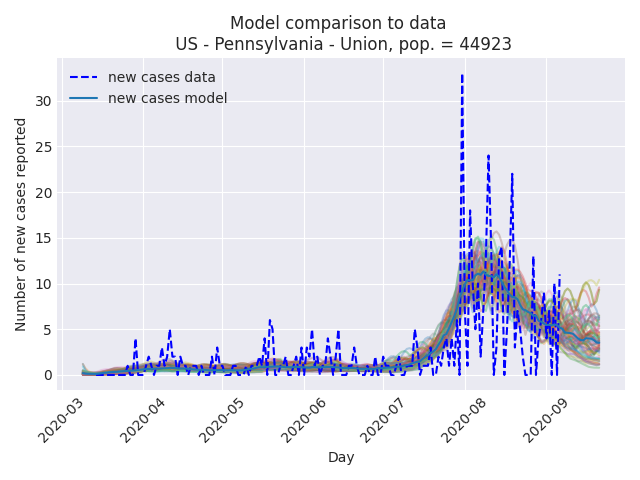 Model comparison to data
US - Pennsylvania - Union, pop. = 44923
new cases data
new cases model
Number of new cases reported
30
25
20
15
10
5
0
2020-03
2020-04
2020-05
2020-06
2020-07
2020-08
2020-09
Day